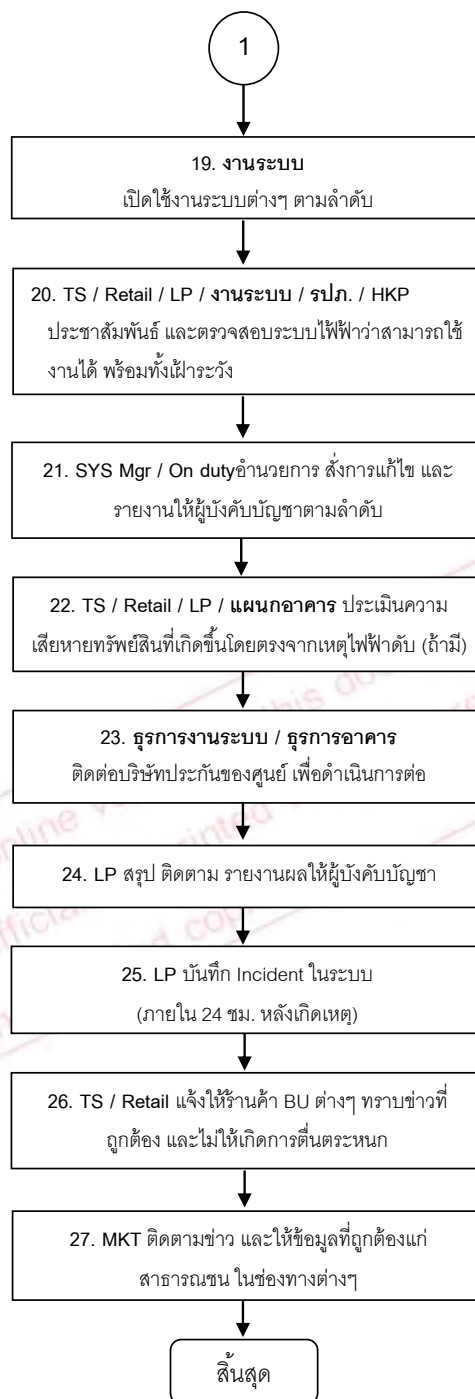 1
19. งานระบบ
เปิดใช้งานระบบต่างๆ ตามลำดับ
20. TS / Retail / LP / งานระบบ / รปภ. / HKP
ประชาสัมพันธ์ และตรวจสอบระบบไฟ้ฟ้าว่าสามารถใช้
งานได้ พร้อมทั้งเฝ้าระวัง
21. SYS Mgr / On dutyอำนวยการ สั่งการแก้ไข และ
รายงานให้ผู้บังคับบัญชาตามลำดับ
22. TS / Retail / LP / แผนกอาคาร ประเมินความ
เสียหายทรัพย์สินที่เกิดขึ้นโดยตรงจากเหตุไฟฟ้าดับ (ถ้ามี)
23. ธุรการงานระบบ / ธุรการอาคาร
ติดต่อบริษัทประกันของศูนย์ เพื่อดำเนินการต่อ
24. LP สรุป ติดตาม รายงานผลให้ผู้บังคับบัญชา
25. LP บันทึก Incident ในระบบ
(ภายใน 24 ชม. หลังเกิดเหตุ)
26. TS / Retail แจ้งให้ร้านค้า BU ต่างๆ ทราบข่าวที่
ถูกต้อง และไม่ให้เกิดการตื่นตระหนก
27. MKT ติดตามข่าว และให้ข้อมูลที่ถูกต้องแก่
สาธารณชน ในช่องทางต่างๆ
สิ้นสุด